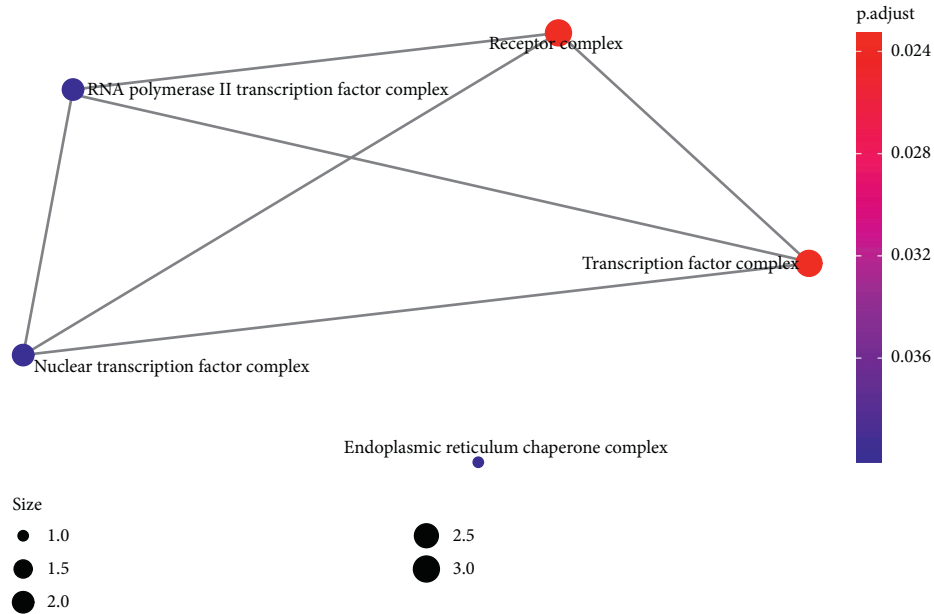 p.adjust
Receptor complex
0.024
RNA polymerase II transcription factor complex
0.028
0.032
Transcription factor complex
0.036
Nuclear transcription factor complex
Endoplasmic reticulum chaperone complex
Size
1.0
1.5
2.0
2.5
3.0